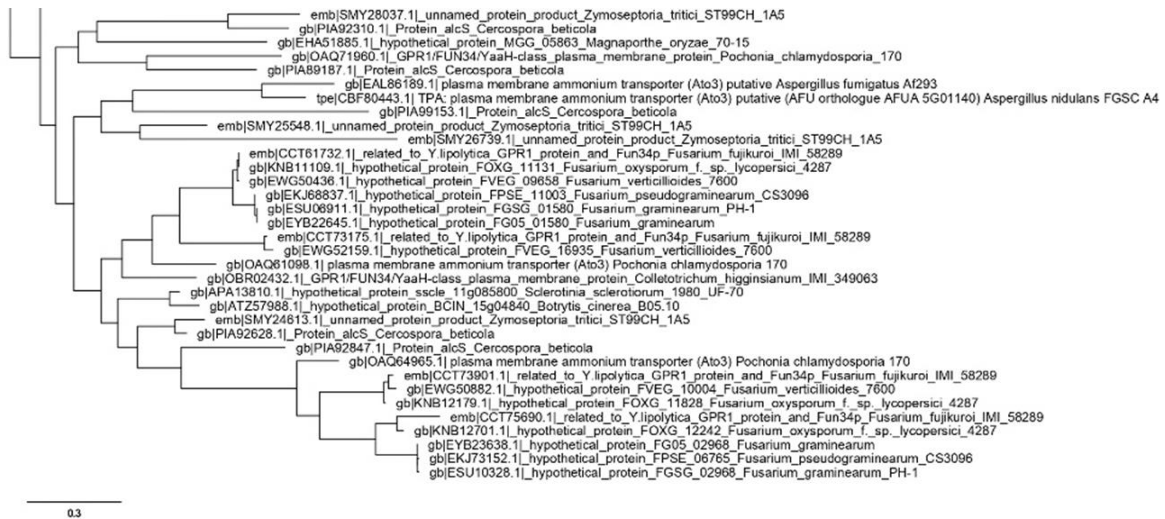 emb|SMY28037.1|_unnamed_protein_product_Zymoseptoria_tritici_ST99CH_1A5
gb|PIA92310.1|_Protein_alcS_Cercospora_beticola
gb|EHA51885.1|_hypothetical_protein_MGG_05863_Magnaporthe_oryzae_70-15
gb|OAQ71960.1|_GPR1/FUN34/YaaH-class_plasma_membrane_protein_Pochonia_chlamydosporia_170
gb|PIA89187.1|_Protein_alcS_Cercospora_beticola
gb|EAL86189.1| plasma membrane ammonium transporter (Ato3) putative Aspergillus fumigatus Af293
tpe|CBF80443.1| TPA: plasma membrane ammonium transporter (Ato3) putative (AFU orthologue AFUA 5G01140) Aspergillus nidulans FGSC A4
gb|PIA99153.1|_Protein_alcS_Cercospora_beticola
emb|SMY25548.1|_unnamed_protein_product_Zymoseptoria_tritici_ST99CH_1A5
emb|SMY26739.1|_unnamed_protein_product_Zymoseptoria_tritici_ST99CH_1A5
emb|CCT61732.1|_related_to_Y.lipolytica_GPR1_protein_and_Fun34p_Fusarium_fujikuroi_IMI_58289
gb|KNB11109.1|_hypothetical_protein_FOXG_11131_Fusarium_oxysporum_f._sp._lycopersici_4287
gb|EWG50436.1|_hypothetical_protein_FVEG_09658_Fusarium_verticillioides_7600
gb|EKJ68837.1|_hypothetical_protein_FPSE_11003_Fusarium_pseudograminearum_CS3096
gb|ESU06911.1|_hypothetical_protein_FGSG_01580_Fusarium_graminearum_PH-1
gb|EYB22645.1|_hypothetical_protein_FG05_01580_Fusarium_graminearum
emb|CCT73175.1|_related_to_Y.lipolytica_GPR1_protein_and_Fun34p_Fusarium_fujikuroi_IMI_58289
gb|EWG52159.1|_hypothetical_protein_FVEG_16935_Fusarium_verticillioides_7600
gb|OAQ61098.1| plasma membrane ammonium transporter (Ato3) Pochonia chlamydosporia 170
gb|OBR02432.1|_GPR1/FUN34/YaaH-class_plasma_membrane_protein_Colletotrichum_higginsianum_IMI_349063
gb|APA13810.1|_hypothetical_protein_sscle_11g085800_Sclerotinia_sclerotiorum_1980_UF-70
gb|ATZ57988.1|_hypothetical_protein_BCIN_15g04840_Botrytis_cinerea_B05.10
emb|SMY24613.1|_unnamed_protein_product_Zymoseptoria_tritici_ST99CH_1A5
gb|PIA92628.1|_Protein_alcS_Cercospora_beticola
gb|PIA92847.1|_Protein_alcS_Cercospora_beticola
gb|OAQ64965.1| plasma membrane ammonium transporter (Ato3) Pochonia chlamydosporia 170
emb|CCT73901.1|_related_to_Y.lipolytica_GPR1_protein_and_Fun34p_Fusarium_fujikuroi_IMI_58289
gb|EWG50882.1|_hypothetical_protein_FVEG_10004_Fusarium_verticillioides_7600
gb|KNB12179.1|_hypothetical_protein_FOXG_11828_Fusarium_oxysporum_f._sp._lycopersici_4287
emb|CCT75690.1|_related_to_Y.lipolytica_GPR1_protein_and_Fun34p_Fusarium_fujikuroi_IMI_58289
gb|KNB12701.1|_hypothetical_protein_FOXG_12242_Fusarium_oxysporum_f._sp._lycopersici_4287
gb|EYB23638.1|_hypothetical_protein_FG05_02968_Fusarium_graminearum
gb|EKJ73152.1|_hypothetical_protein_FPSE_06765_Fusarium_pseudograminearum_CS3096
gb|ESU10328.1|_hypothetical_protein_FGSG_02968_Fusarium_graminearum_PH-1
0.3